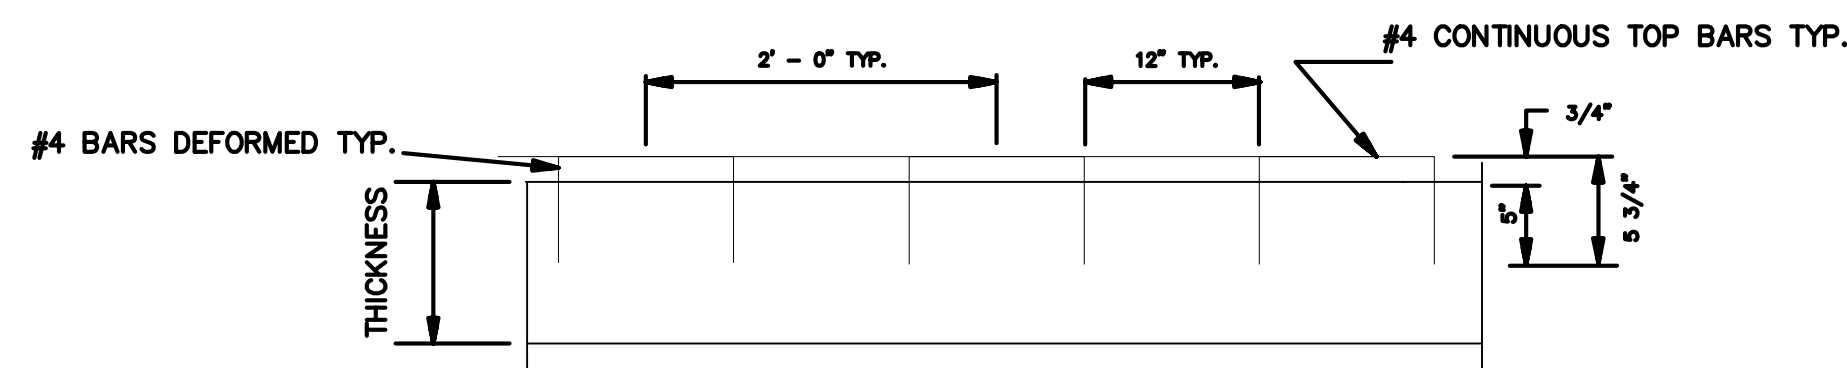 #4 CONTINUOUS TOP BARS TYP.
2' - 0" TYP.
12" TYP.
3/4"
#4 BARS DEFORMED TYP.
THICKNESS
5"
5 3/4"